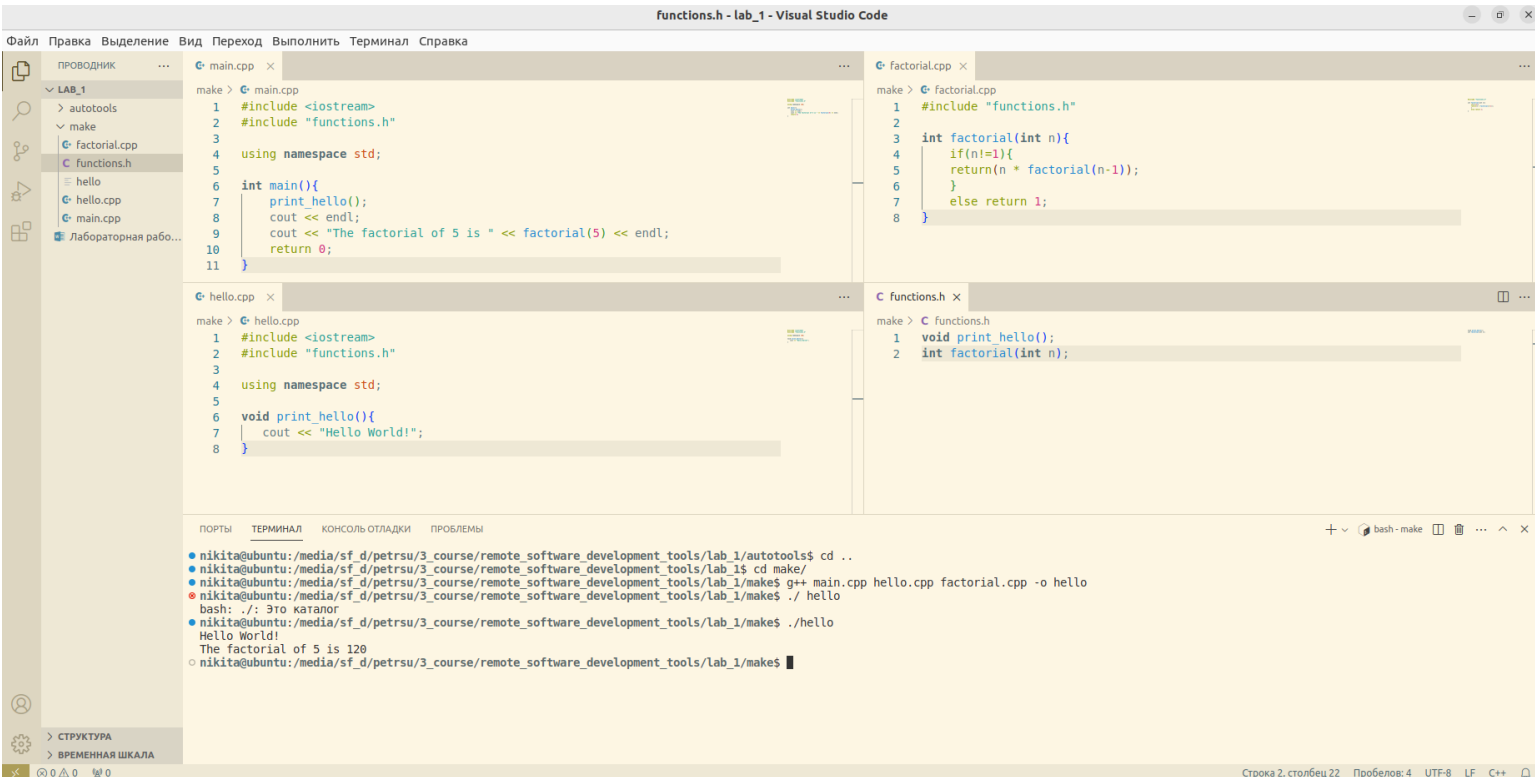 functions.h - lab_1 - Visual Studio Code
Файл Правка Выделение Вид Переход Выполнить Терминал Справка
ПРОВОДНИК
LAB_1
autotools
make
factorial.cpp
functions.h
hello
hello.cpp
main.cpp
Лабораторная рабо...
СТРУКТУРА
ВРЕМЕННАЯ ШКАЛА
main.cpp
make > main.cpp
1 #include <iostream>
2 #include "functions.h"
3
4 using namespace std;
5
6 int main(){
7 print_hello();
8 cout << endl;
9 cout << "The factorial of 5 is " << factorial(5) << endl;
10 return 0;
11 }
factorial.cpp
make > factorial.cpp
1 #include "functions.h"
2
3 int factorial(int n){
4 if(n!=1){
5 return(n * factorial(n-1));
6 }
7 else return 1;
8 }
hello.cpp
make > hello.cpp
1 #include <iostream>
2 #include "functions.h"
3
4 using namespace std;
5
6 void print_hello(){
7 cout << "Hello World!";
8 }
C functions.h
make > C functions.h
1 void print_hello();
2 int factorial(int n);
ПОРТЫ ТЕРМИНАЛ КОНСОЛЬ ОТЛАДКИ ПРОБЛЕМЫ
bash - make
nikita@ubuntu:/media/sf_d/petrsu/3_course/remote_software_development_tools/lab_1/autotools$ cd ..
nikita@ubuntu:/media/sf_d/petrsu/3_course/remote_software_development_tools/lab_1$ cd make/
nikita@ubuntu:/media/sf_d/petrsu/3_course/remote_software_development_tools/lab_1/make$ g++ main.cpp hello.cpp factorial.cpp -o hello
nikita@ubuntu:/media/sf_d/petrsu/3_course/remote_software_development_tools/lab_1/make$ ./ hello
bash: ./: Это каталог
nikita@ubuntu:/media/sf_d/petrsu/3_course/remote_software_development_tools/lab_1/make$ ./hello
Hello World!
The factorial of 5 is 120
nikita@ubuntu:/media/sf_d/petrsu/3_course/remote_software_development_tools/lab_1/make$
0 0 0
Строка 2, столбец 22 Пробелов: 4 UTF-8 LF C++